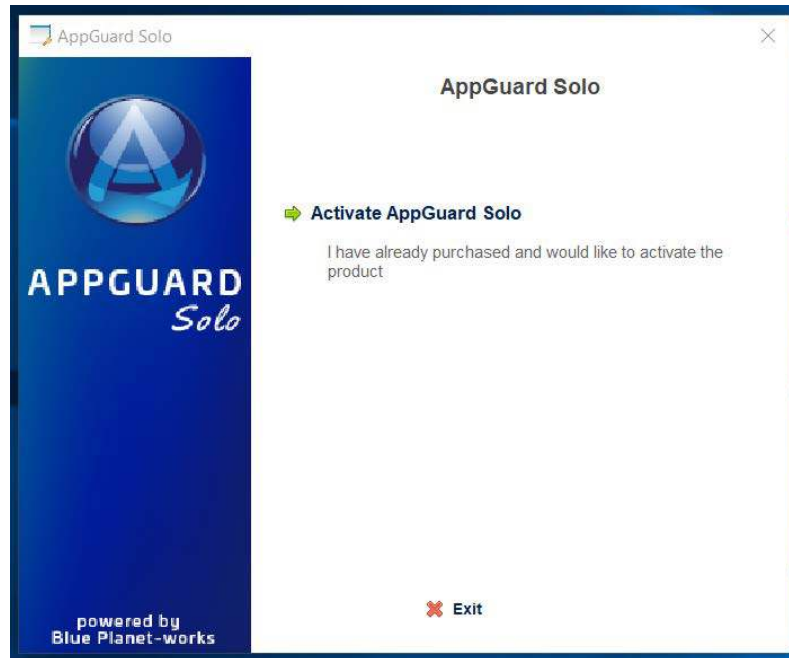 AppGuard Solo
AppGuard Solo
Activate AppGuard Solo
I have already purchased and would like to activate the
product
APPGUARD
Solo
Exit
powered by
Blue Planet-works